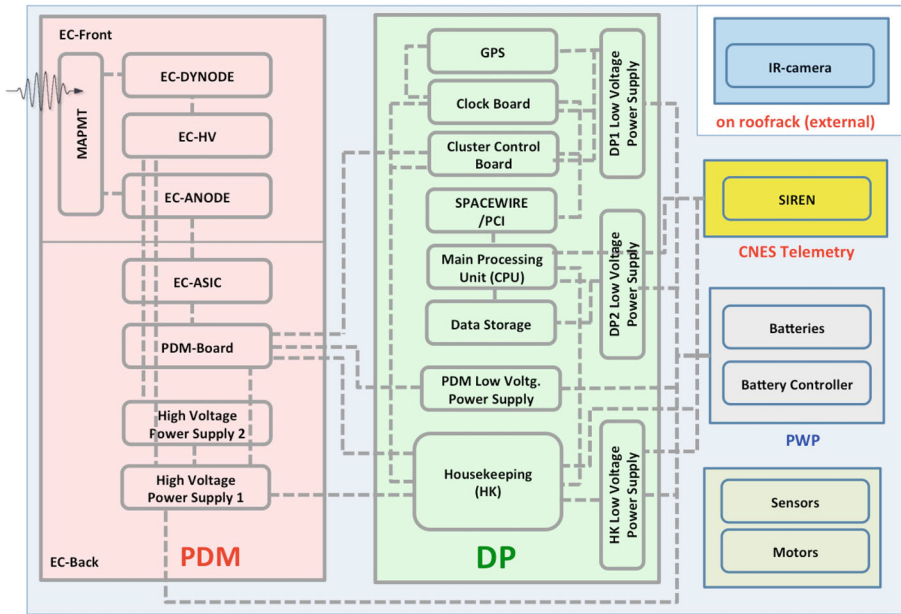 EC-Front
MAPMT
EC-DYNODE
EC-HV
EC-ANODE
EC-ASIC
PDM-Board
High Voltage
Power Supply 2
High Voltage
Power Supply 1
EC-Back
PDM
GPS
Clock Board
Cluster Control
Board
SPACEWIRE
/PCI
Main Processing
Unit (CPU)
Data Storage
PDM Low Voltg.
Power Supply
Housekeeping
(HK)
DP1 Low Voltage
Power Supply
DP2 Low Voltage
Power Supply
HK Low Voltage
Power Supply
DP
IR-camera
on roofrack (external)
SIREN
CNES Telemetry
Batteries
Battery Controller
PWP
Sensors
Motors